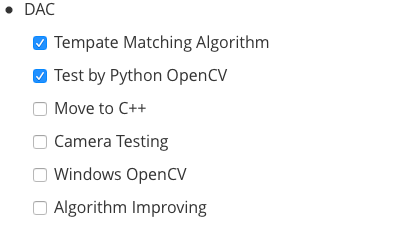 DAC
Tempate Matching Algorithm
Test by Python OpenCV
Move to C++
Camera Testing
Windows OpenCV
Algorithm Improving